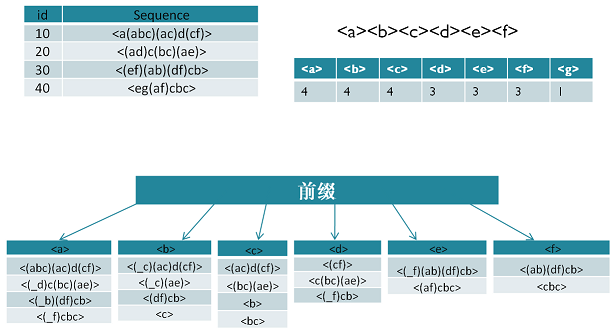 id Sequence
10 <a(abc)(ac)d(cf)>
20 <(ad)c(bc)(ae)>
30 <(ef)(ab)(df)cb>
40 <eg(af)cbc>
<a><b><c><d><e><f>
<a> <b> <c> <d> <e> <f> <g>
4 4 4 3 3 3 1
前缀
<a> <b> <c> <d> <e> <f>
<(abc)(ac)d(cf)> <(_c)(ac)d(cf)> <(ac)d(cf)> <(cf)> <(_f)(ab)(df)cb> <(ab)(df)cb>
<(_d)c(bc)(ae)> <(_c)(ae)> <(bc)(ae)> <c(bc)(ae)> <(af)cbc> <cbc>
<(_b)(df)cb> <(df)cb> <b> <(_f)cb>
<(_f)cbc> <c> <bc>